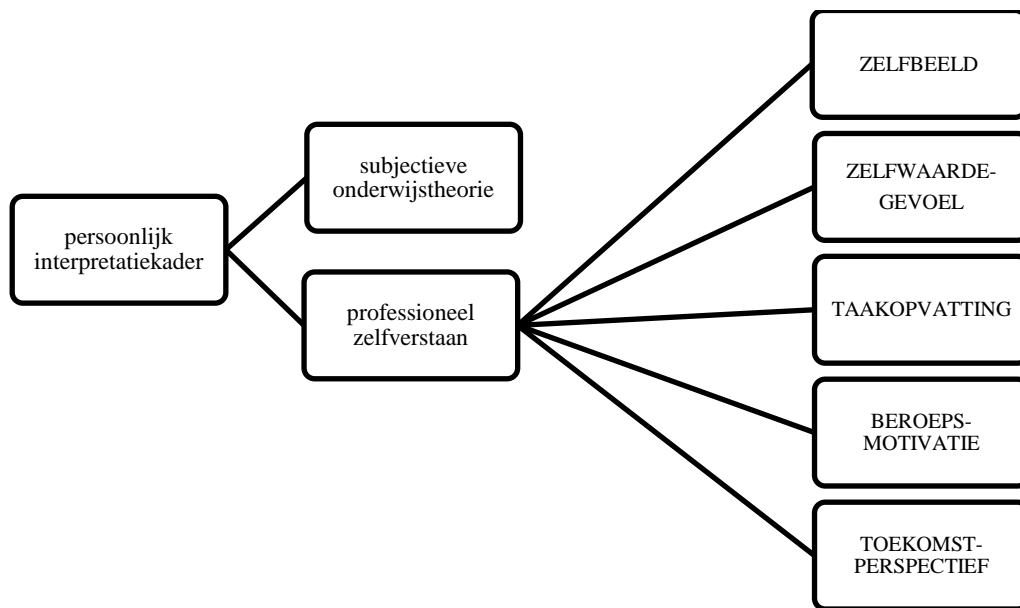 persoonlijk
interpretatiekader
subjectieve
onderwijstheorie
professioneel
zelfverstaan
ZELFBEELD
ZELFWAARDE-
GEVOEL
TAAKOPVATTING
BEROEPS-
MOTIVATIE
TOEKOMST-
PERSPECTIEF